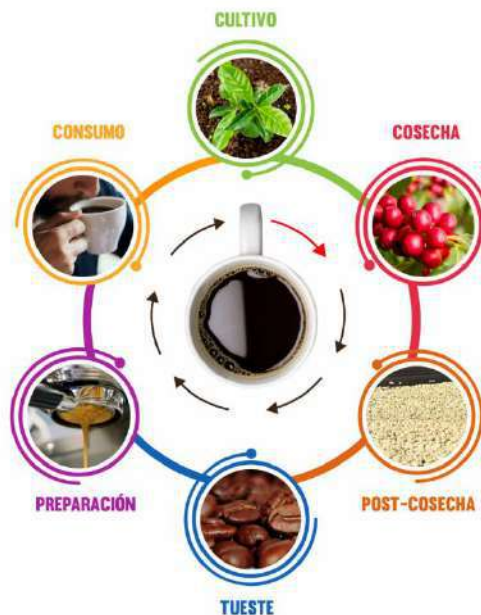 CULTIVO
CONSUMO
COSECHA
PREPARACIÓN
POST-COSECHA
TUESTE